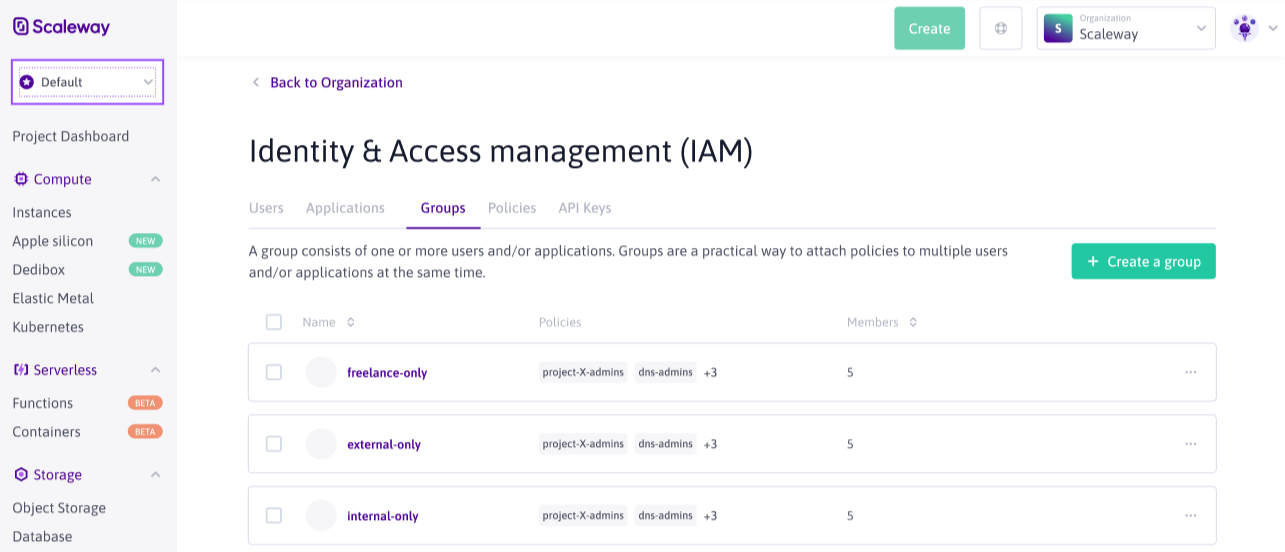 Scaleway
Default
Project Dashboard
Compute
Instances
Apple silicon NEW
Dedibox NEW
Elastic Metal
Kubernetes
Serverless
Functions BETA
Containers BETA
Storage
Object Storage
Database
Create
S
Organization
Scaleway
Back to Organization
Identity & Access management (IAM)
Users Applications Groups Policies API Keys
A group consists of one or more users and/or applications. Groups are a practical way to attach policies to multiple users
and/or applications at the same time.
+ Create a group
Name Policies Members
freelance-only project-X-admins dns-admins +3 5 ...
external-only project-X-admins dns-admins +3 5 ...
internal-only project-X-admins dns-admins +3 5 ...